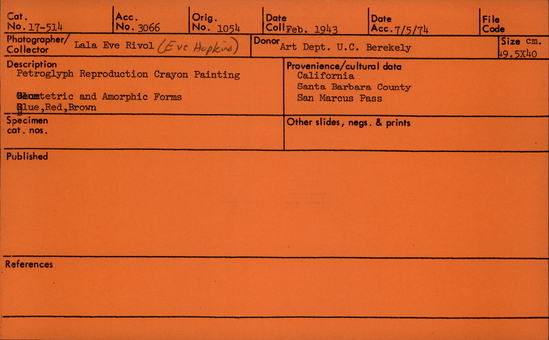 Cat. No. 17-514 Acc. No. 3066 Orig. No. 1054 Date Coll Feb. 1943 Date Acc. 7/5/74 File Code
Photographer/ Collector Lala Eve Rivol (Eve Hopkins) Donor Art Dept. U.C. Berekely Size cm. 49.5X40
Description
Petroglyph Reproduction Crayon Painting
and Amorphic Forms
Blue,Red,Brown
Provenience/cultural data
California
Santa Barbara County
San Marcus Pass
Specimen cat. nos.
Other slides, negs. & prints
Published
References